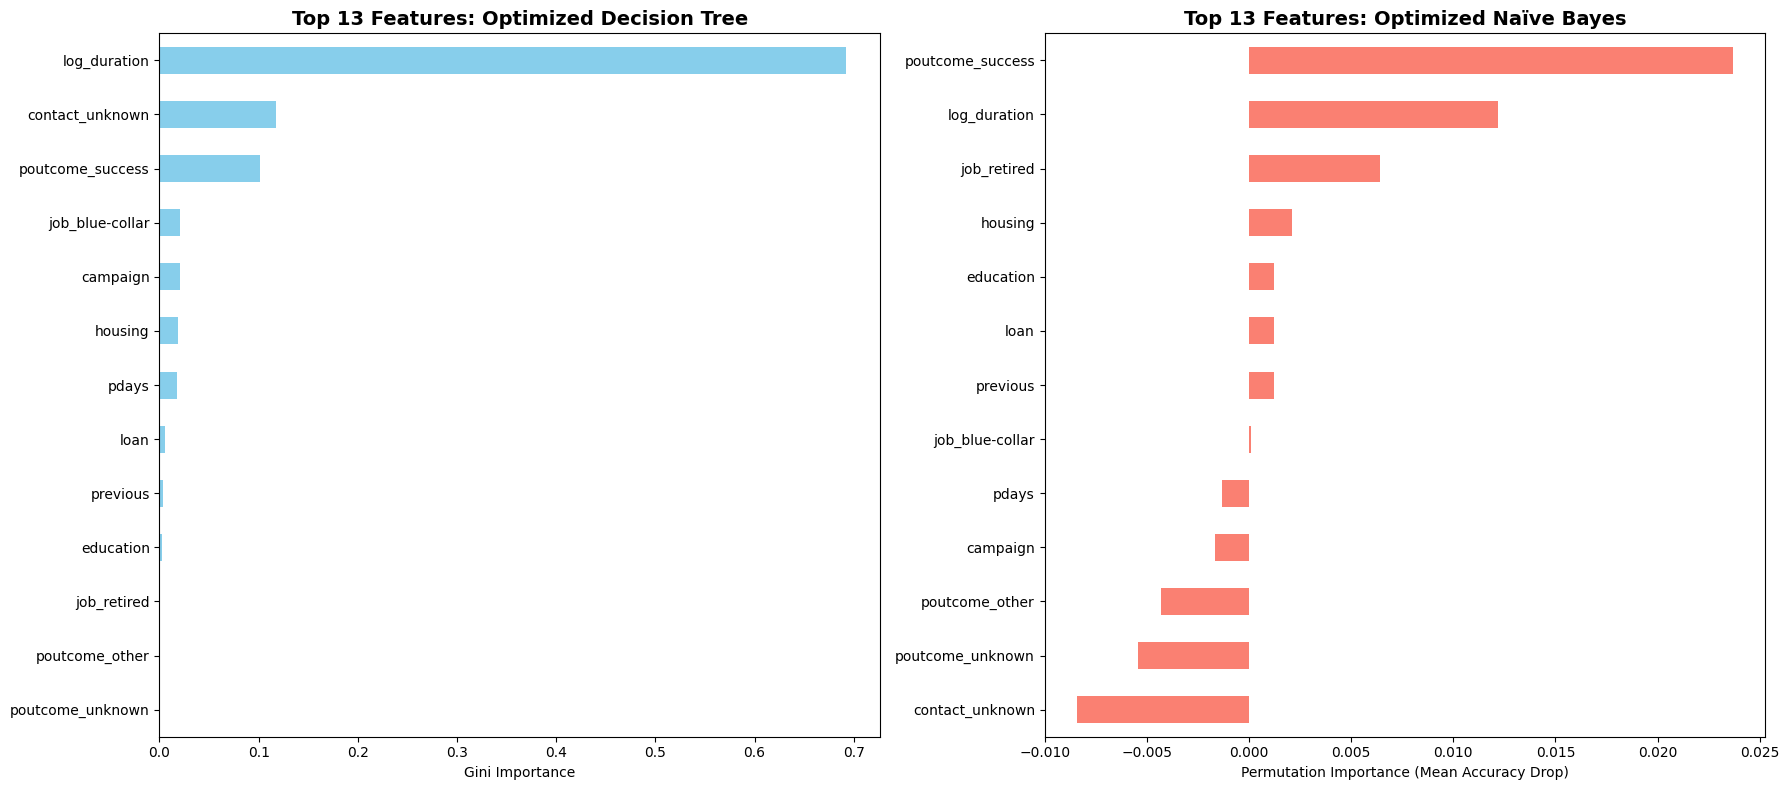 Top 13 Features: Optimized Decision Tree
log_duration
contact_unknown
poutcome_success
job_blue-collar
campaign
housing
pdays
loan
previous
education
job_retired
poutcome_other
poutcome_unknown
0.0 0.1 0.2 0.3 0.4 0.5 0.6 0.7
Gini Importance
Top 13 Features: Optimized Naïve Bayes
poutcome_success
log_duration
job_retired
housing
education
loan
previous
job_blue-collar
pdays
campaign
poutcome_other
poutcome_unknown
contact_unknown
−0.010 −0.005 0.000 0.005 0.010 0.015 0.020 0.025
Permutation Importance (Mean Accuracy Drop)